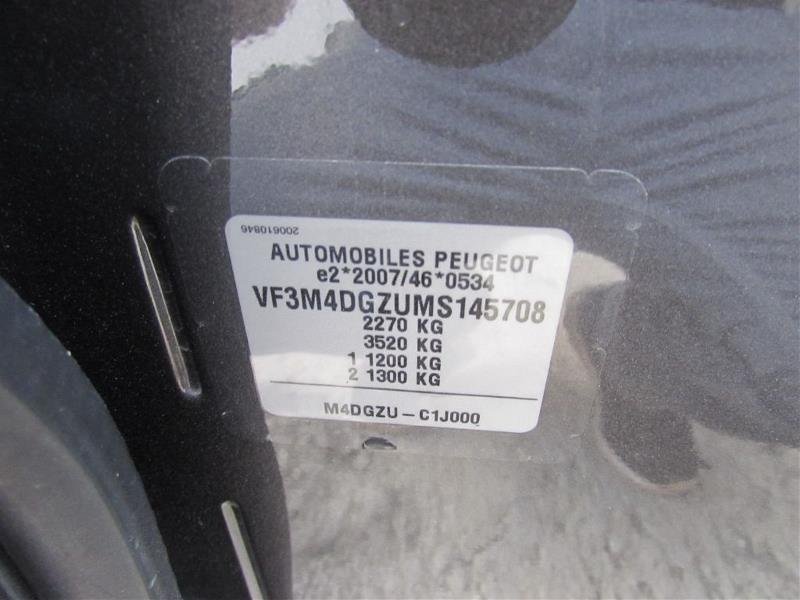 200610846
AUTOMOBILES PEUGEOT
e2*2007/46*0534
VF3M4DGZUMS145708
2270 KG
3520 KG
1 1200 KG
2 1300 KG
M4DGZU – C1J000